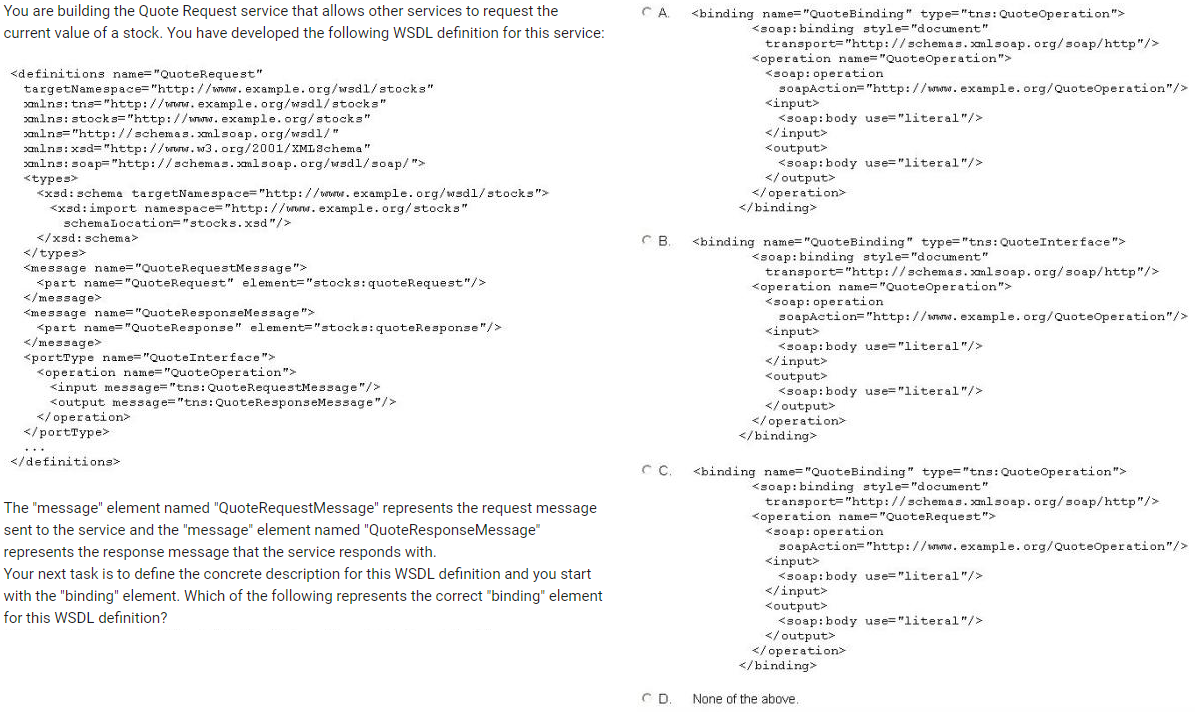 You are building the Quote Request service that allows other services to request the
current value of a stock. You have developed the following WSDL definition for this service:
<definitions name="QuoteRequest"
targetNamespace="http://www.example.org/wsdl/stocks"
xmlns:tns="http://www.example.org/wsdl/stocks"
xmlns:stocks="http://www.example.org/stocks"
xmlns="http://schemas.xmlsoap.org/wsdl/"
xmlns:xsd="http://www.w3.org/2001/XMLSchema"
xmlns:soap="http://schemas.xmlsoap.org/wsdl/soap/">
<types>
<xsd:schema targetNamespace="http://www.example.org/wsdl/stocks">
<xsd:import namespace="http://www.example.org/stocks"
schemaLocation="stocks.xsd"/>
</xsd:schema>
</types>
<message name="QuoteRequestMessage">
<part name="QuoteRequest" element="stocks:quoteRequest"/>
</message>
<message name="QuoteResponseMessage">
<part name="QuoteResponse" element="stocks:quoteResponse"/>
</message>
<portType name="QuoteInterface">
<operation name="QuoteOperation">
<input message="tns:QuoteRequestMessage"/>
<output message="tns:QuoteResponseMessage"/>
</operation>
</portType>
...
</definitions>
The "message" element named "QuoteRequestMessage" represents the request message
sent to the service and the "message" element named "QuoteResponseMessage"
represents the response message that the service responds with.
Your next task is to define the concrete description for this WSDL definition and you start
with the "binding" element. Which of the following represents the correct "binding" element
for this WSDL definition?
A. <binding name="QuoteBinding" type="tns:QuoteOperation">
<soap:binding style="document"
transport="http://schemas.xmlsoap.org/soap/http"/>
<operation name="QuoteOperation">
<soap:operation
soapAction="http://www.example.org/QuoteOperation"/>
<input>
<soap:body use="literal"/>
</input>
<output>
<soap:body use="literal"/>
</output>
</operation>
</binding>
B. <binding name="QuoteBinding" type="tns:QuoteInterface">
<soap:binding style="document"
transport="http://schemas.xmlsoap.org/soap/http"/>
<operation name="QuoteOperation">
<soap:operation
soapAction="http://www.example.org/QuoteOperation"/>
<input>
<soap:body use="literal"/>
</input>
<output>
<soap:body use="literal"/>
</output>
</operation>
</binding>
C. <binding name="QuoteBinding" type="tns:QuoteOperation">
<soap:binding style="document"
transport="http://schemas.xmlsoap.org/soap/http"/>
<operation name="QuoteRequest">
<soap:operation
soapAction="http://www.example.org/QuoteOperation"/>
<input>
<soap:body use="literal"/>
</input>
<output>
<soap:body use="literal"/>
</output>
</operation>
</binding>
D. None of the above.